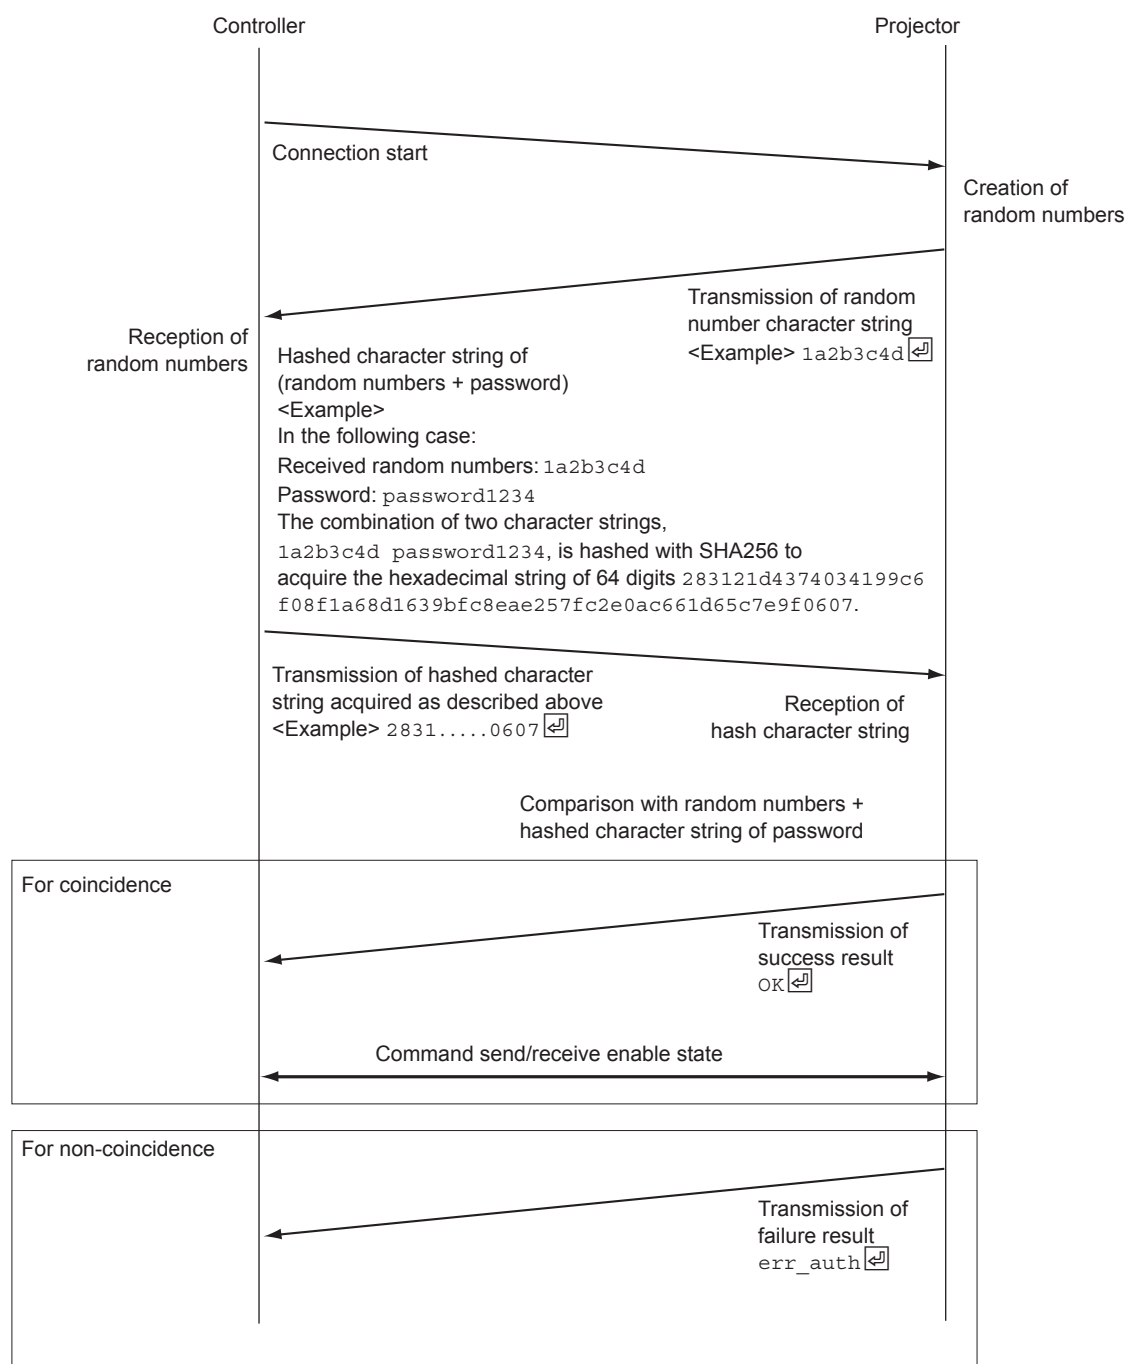 Controller
Projector
Connection start
Creation of
random numbers
Transmission of random
number character string
<Example> 1a2b3c4d
Reception of
random numbers
Hashed character string of
(random numbers + password)
<Example>
In the following case:
Received random numbers: 1a2b3c4d
Password: password1234
The combination of two character strings,
1a2b3c4d password1234, is hashed with SHA256 to
acquire the hexadecimal string of 64 digits 283121d4374034199c6
f08f1a68d1639bfc8eae257fc2e0ac661d65c7e9f0607.
Transmission of hashed character
string acquired as described above
<Example> 2831.....0607
Reception of
hash character string
Comparison with random numbers +
hashed character string of password
For coincidence
Transmission of
success result
OK
Command send/receive enable state
For non-coincidence
Transmission of
failure result
err_auth